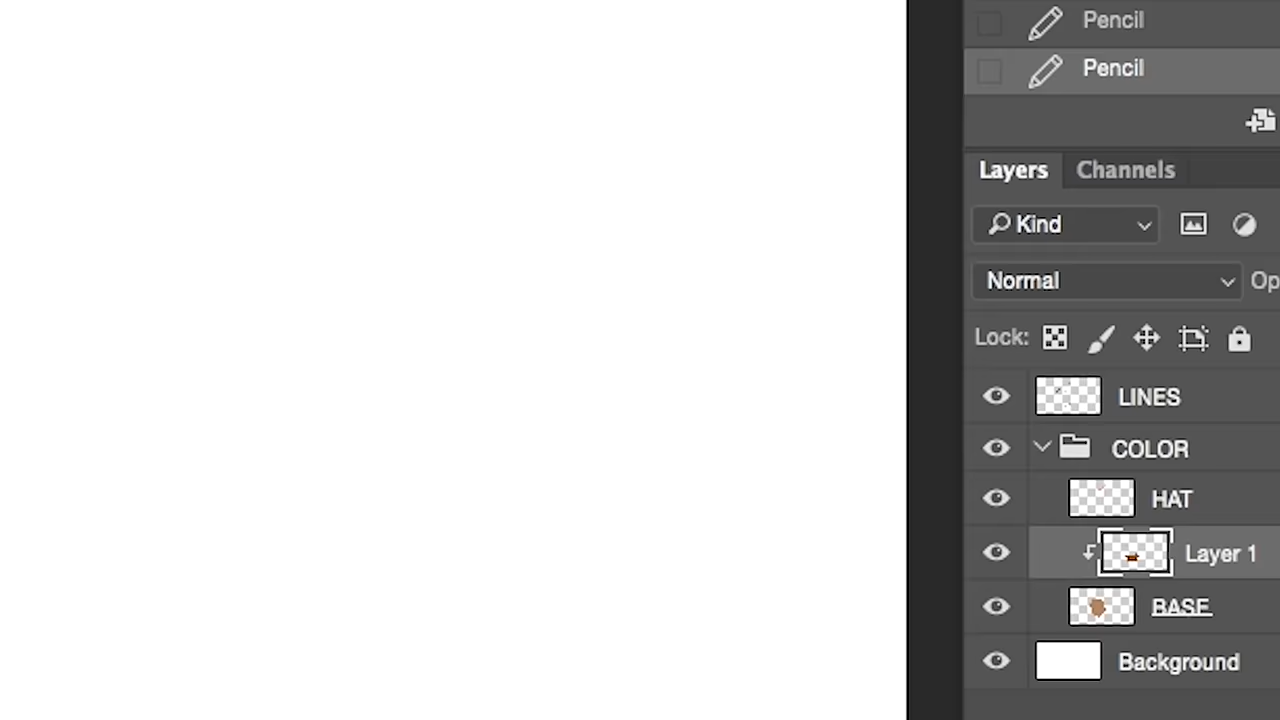 Pencil
Pencil
Layers Channels
Kind
Normal Op
Lock:
LINES
COLOR
HAT
Layer 1
BASE
Background